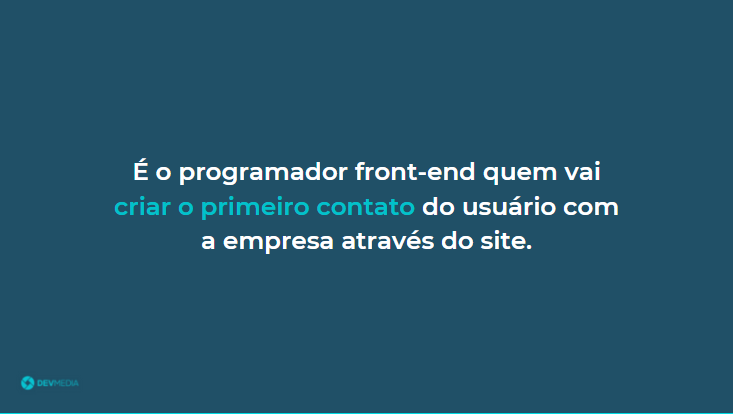 É o programador front-end quem vai
criar o primeiro contato do usuário com
a empresa através do site.
DEVMEDIA